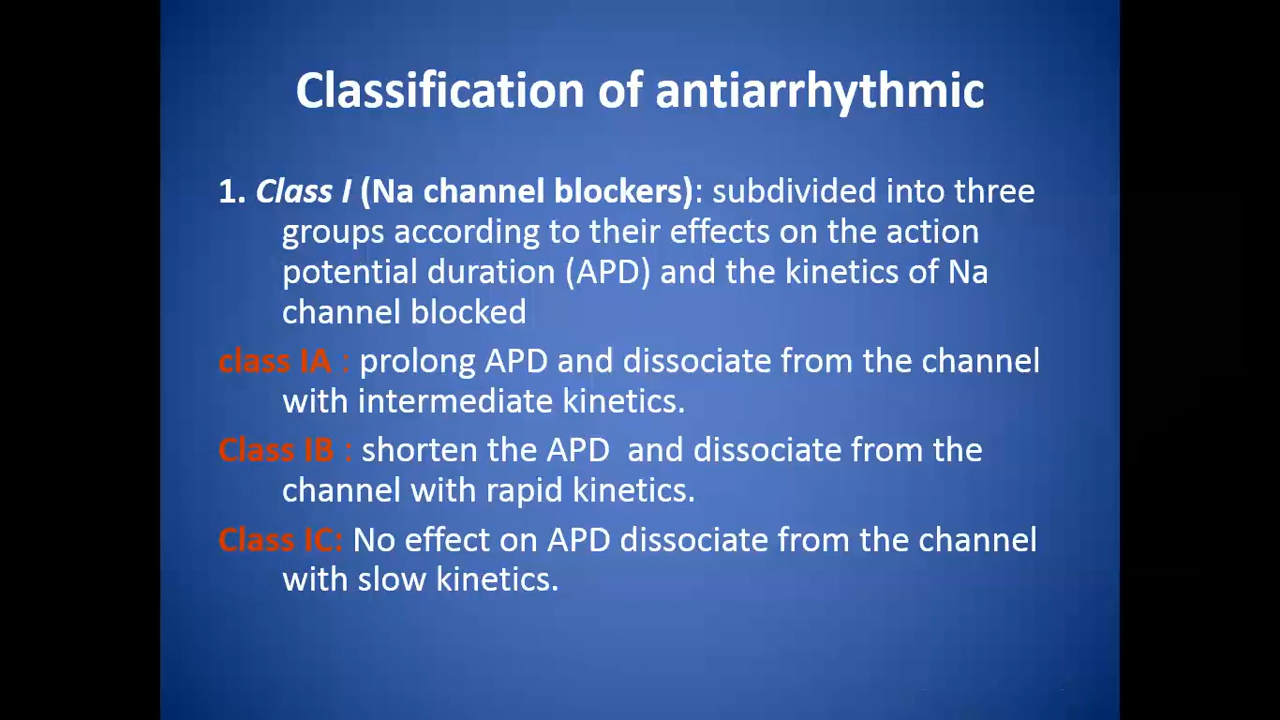 Classification of antiarrhythmic
1. Class I (Na channel blockers): subdivided into three
groups according to their effects on the action
potential duration (APD) and the kinetics of Na
channel blocked
class IA : prolong APD and dissociate from the channel
with intermediate kinetics.
Class IB : shorten the APD  and dissociate from the
channel with rapid kinetics.
Class IC: No effect on APD dissociate from the channel
with slow kinetics.